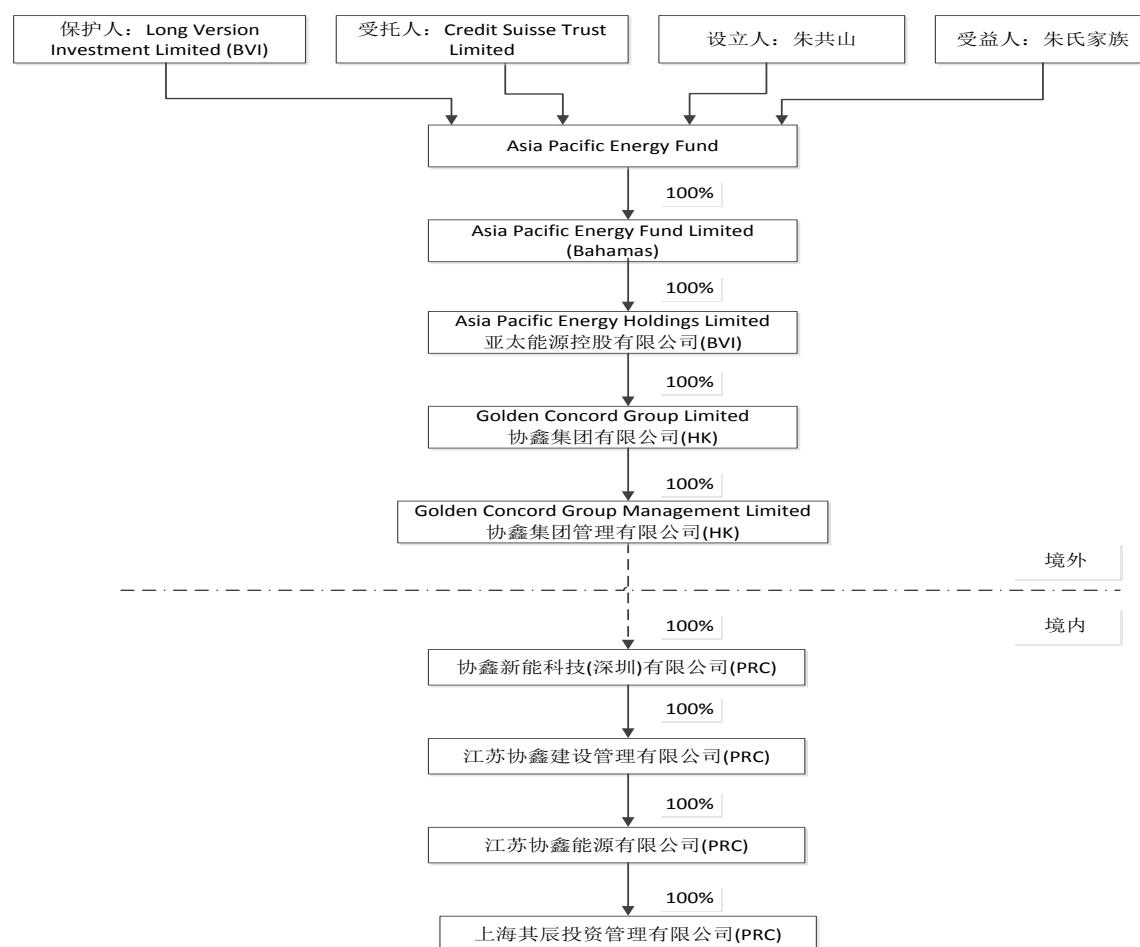 保护人：Long Version
Investment Limited (BVI)
受托人：Credit Suisse Trust
Limited
设立人：朱共山
受益人：朱氏家族
Asia Pacific Energy Fund
100%
Asia Pacific Energy Fund Limited
(Bahamas)
100%
Asia Pacific Energy Holdings Limited
亚太能源控股有限公司(BVI)
100%
Golden Concord Group Limited
协鑫集团有限公司(HK)
100%
Golden Concord Group Management Limited
协鑫集团管理有限公司(HK)
境外
境内
100%
协鑫新能科技(深圳)有限公司(PRC)
100%
江苏协鑫建设管理有限公司(PRC)
100%
江苏协鑫能源有限公司(PRC)
100%
上海其辰投资管理有限公司(PRC)